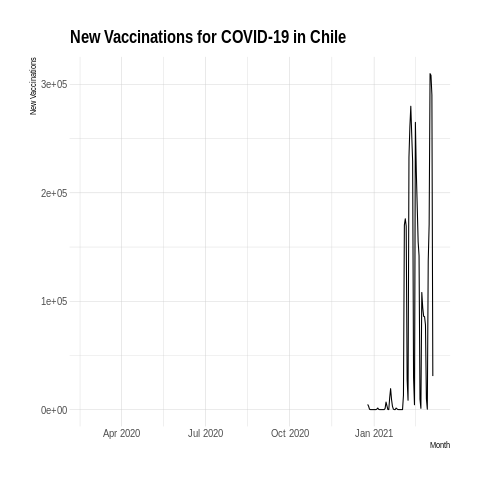 New Vaccinations for COVID-19 in Chile
New Vaccinations
3e+05
2e+05
1e+05
0e+00
Apr 2020 Jul 2020 Oct 2020 Jan 2021
Month